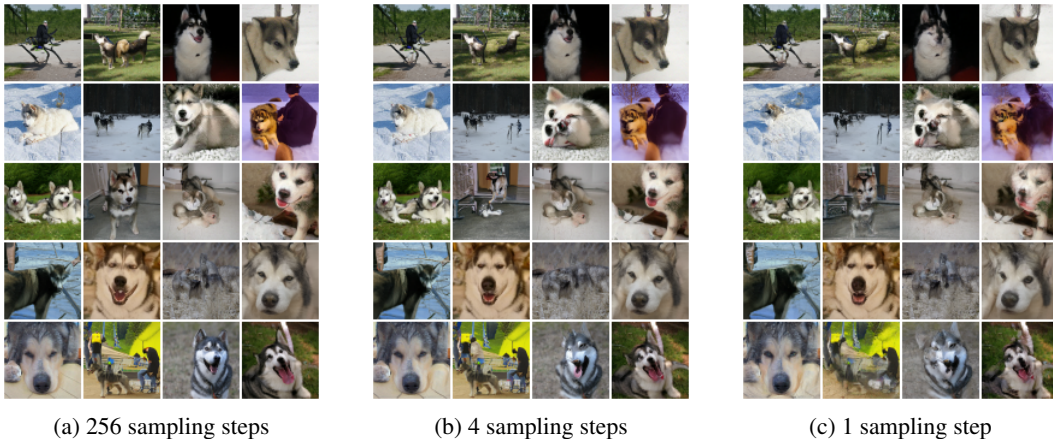 (a) 256 sampling steps
(b) 4 sampling steps
(c) 1 sampling step